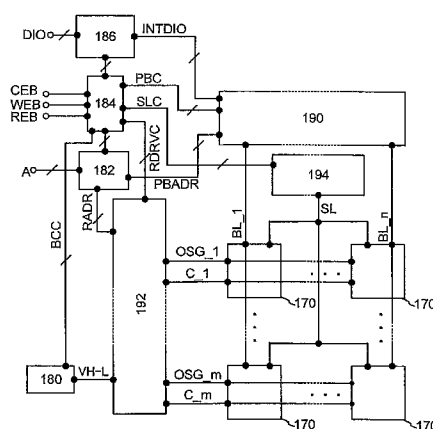 DIO
186
INTDIO
CEB
WEB
REB
184
PBC
SLC
190
A
182
RDRVC
PBADR
194
BCC
RADR
SL
BL_1
BL_n
OSG_1
C_1
170
170
192
180
VH-L
OSG_m
C_m
170
170